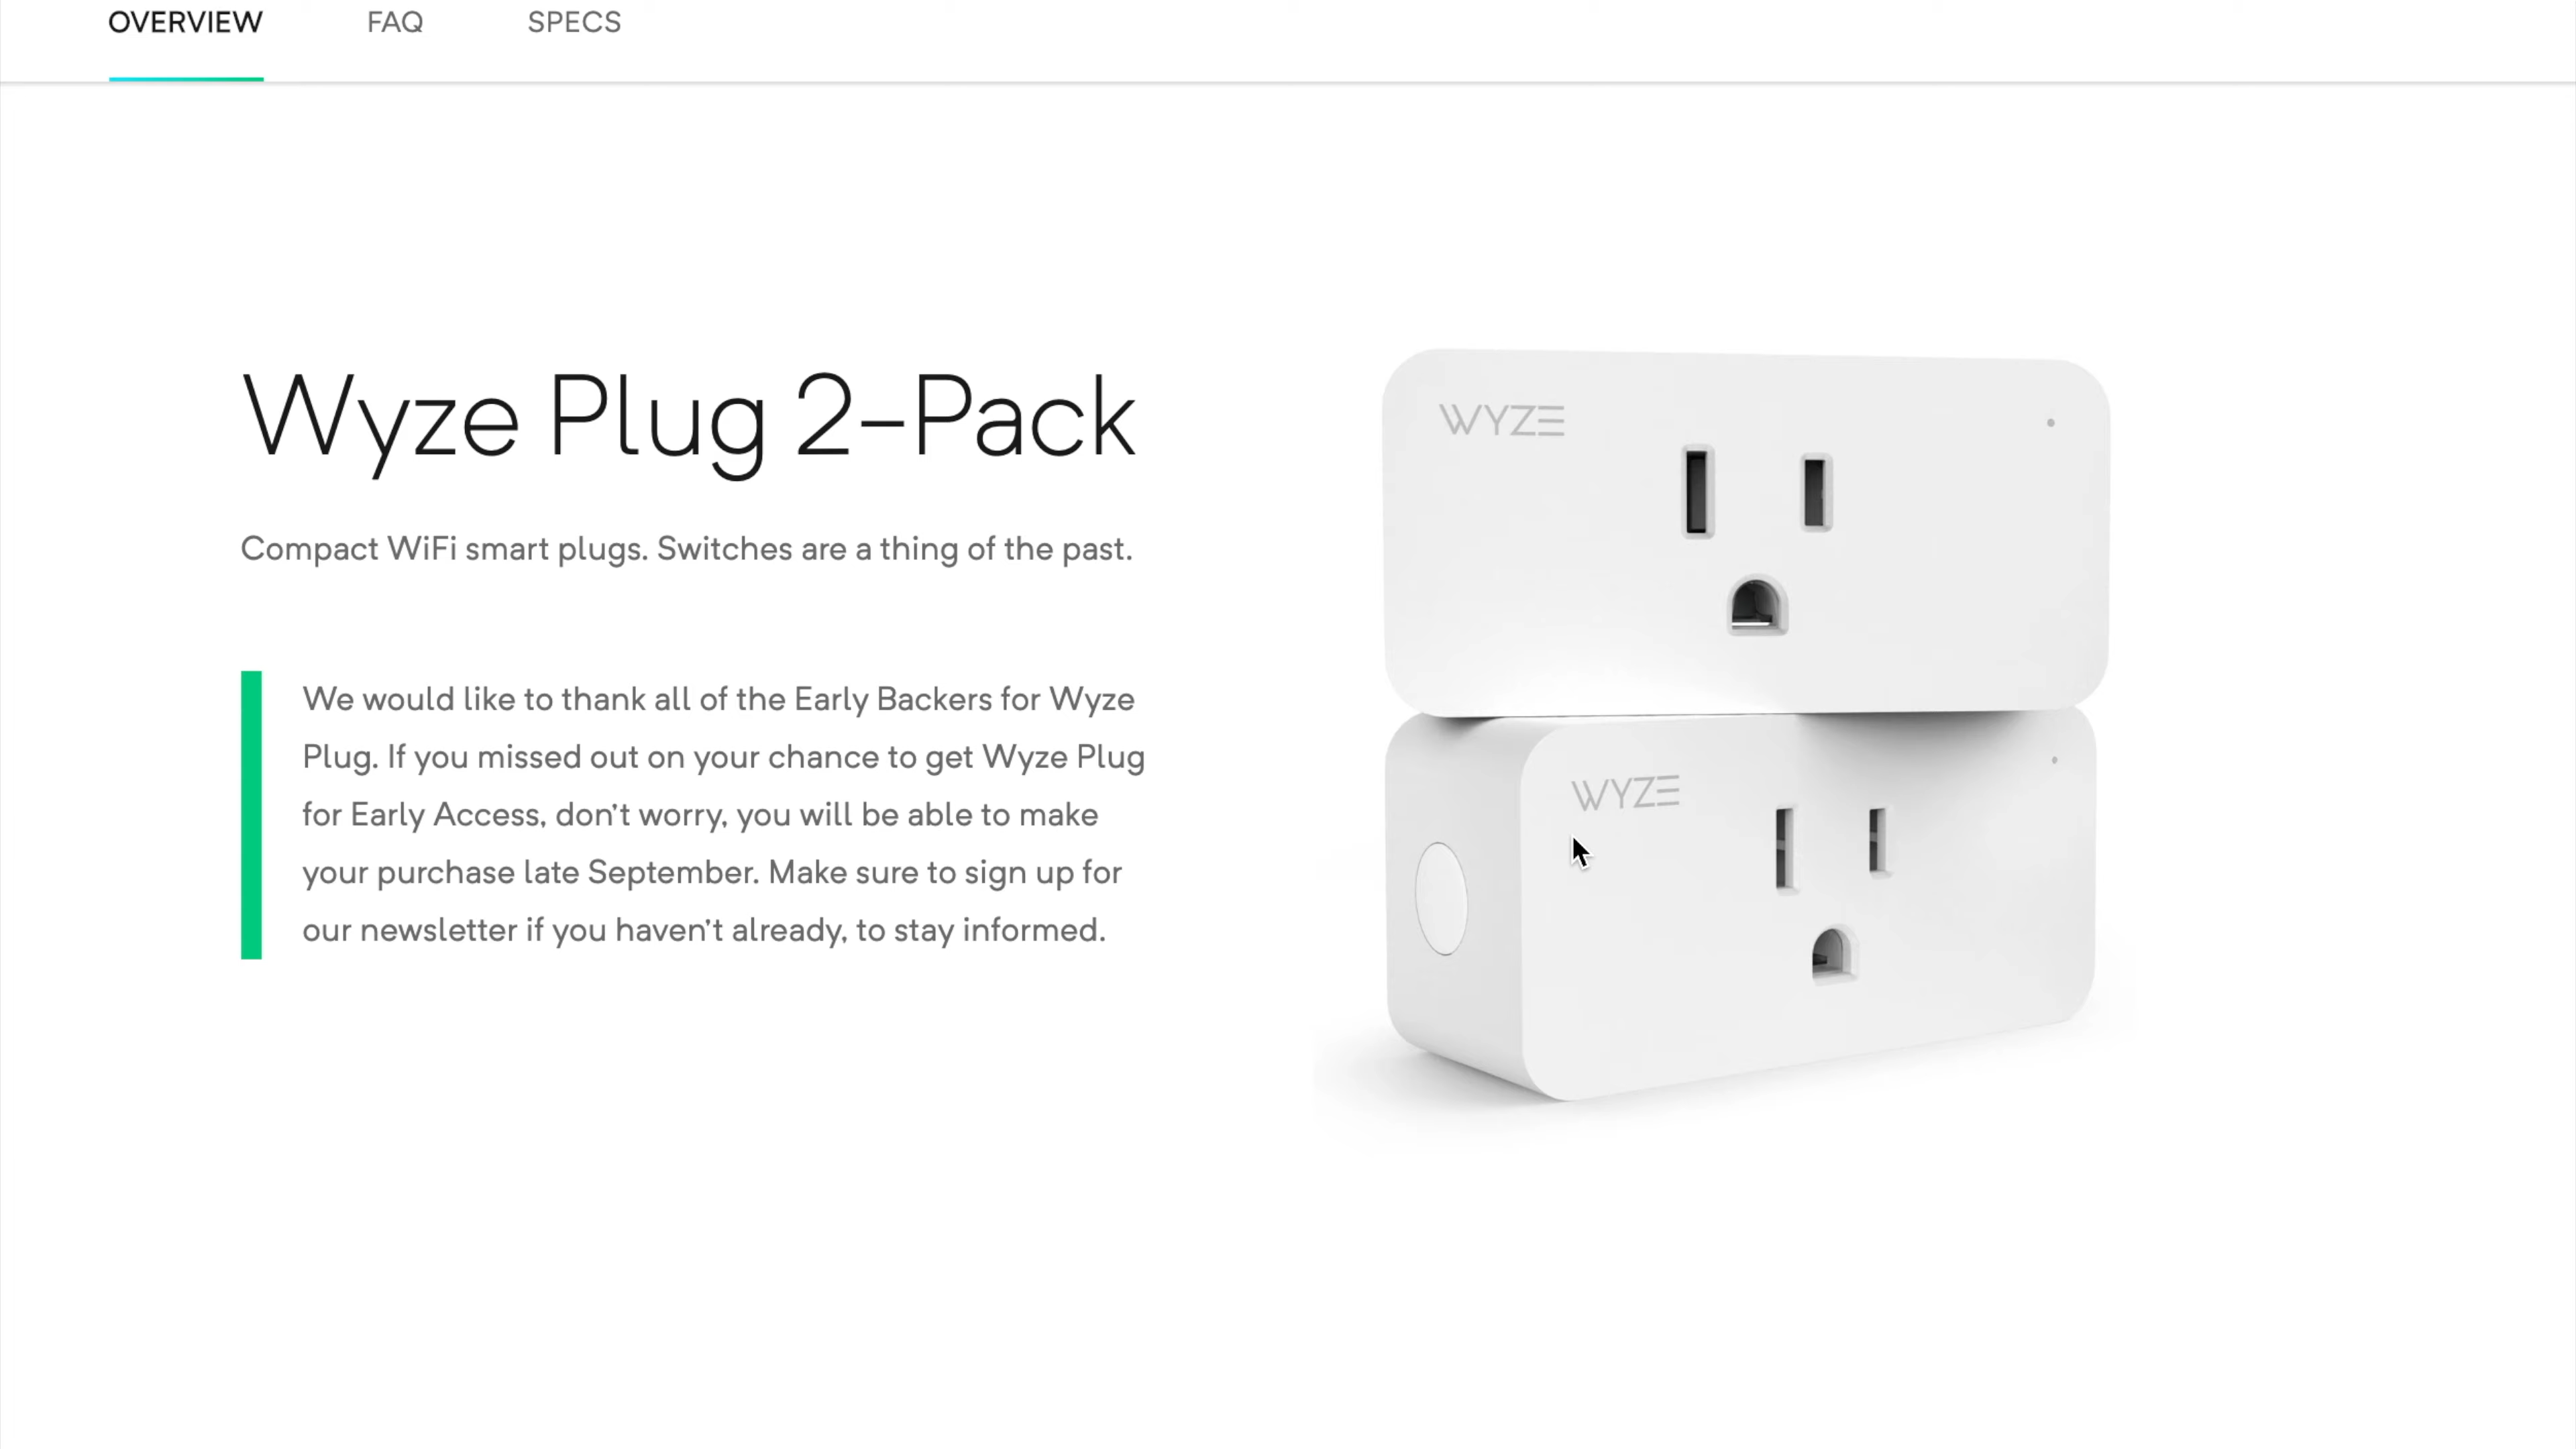 OVERVIEW FAQ SPECS
Wyze Plug 2-Pack
Compact WiFi smart plugs. Switches are a thing of the past.
We would like to thank all of the Early Backers for Wyze
Plug. If you missed out on your chance to get Wyze Plug
for Early Access, don't worry, you will be able to make
your purchase late September. Make sure to sign up for
our newsletter if you haven't already, to stay informed.
WYZE
WYZE